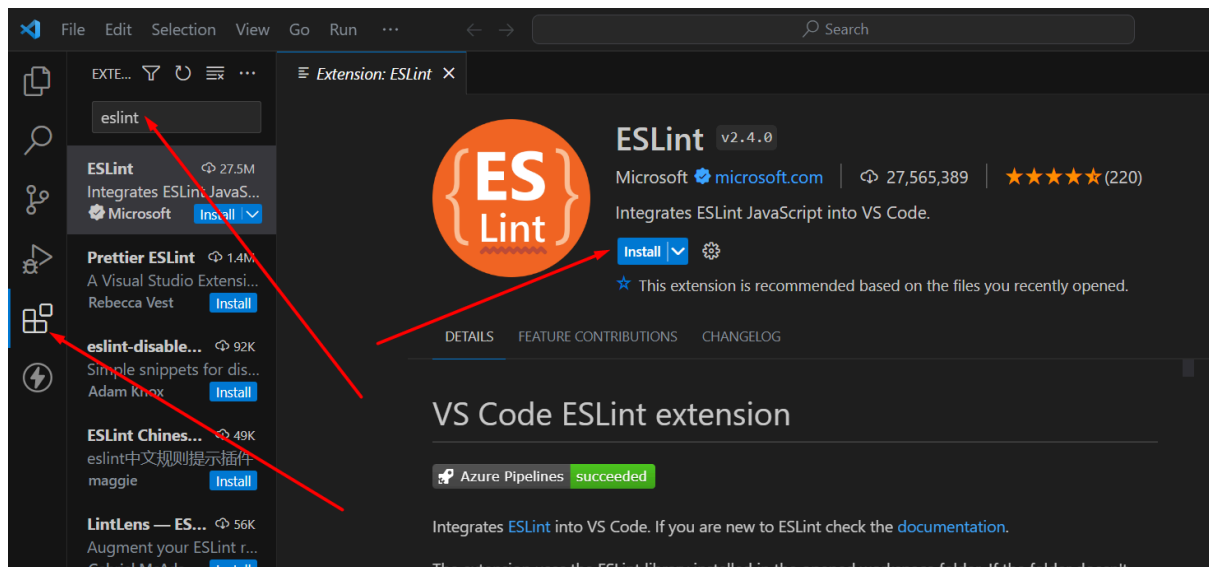 File Edit Selection View Go Run ···
Search
EXTE...
eslint
ESLint 27.5M
Integrates ESLint JavaS...
Microsoft Install
Prettier ESLint 1.4M
A Visual Studio Extensi...
Rebecca Vest Install
eslint-disable... 92K
Simple snippets for dis...
Adam Knox Install
ESLint Chines... 49K
eslint中文规则提示插件
maggie Install
LintLens — ES... 56K
Augment your ESLint r...
Extension: ESLint
ES
Lint
ESLint v2.4.0
Microsoft microsoft.com 27,565,389 (220)
Integrates ESLint JavaScript into VS Code.
Install
This extension is recommended based on the files you recently opened.
DETAILS FEATURE CONTRIBUTIONS CHANGELOG
VS Code ESLint extension
Azure Pipelines succeeded
Integrates ESLint into VS Code. If you are new to ESLint check the documentation.